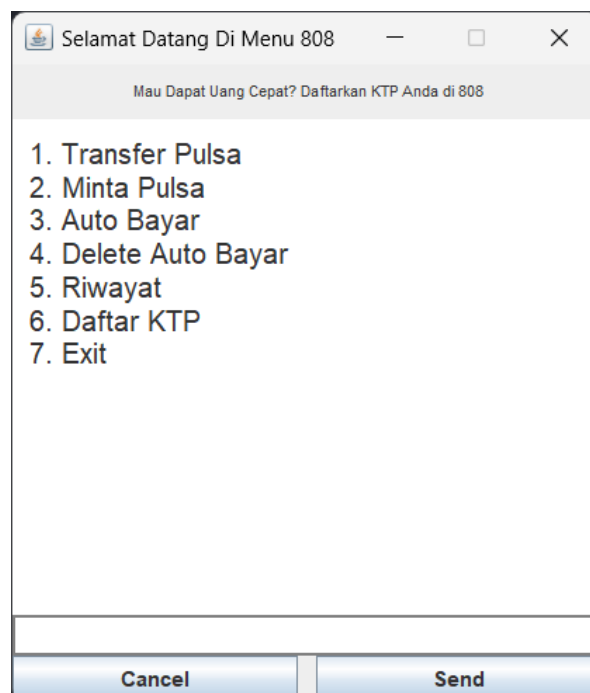 Selamat Datang Di Menu 808
Mau Dapat Uang Cepat? Daftarkan KTP Anda di 808
1. Transfer Pulsa
2. Minta Pulsa
3. Auto Bayar
4. Delete Auto Bayar
5. Riwayat
6. Daftar KTP
7. Exit
Cancel Send